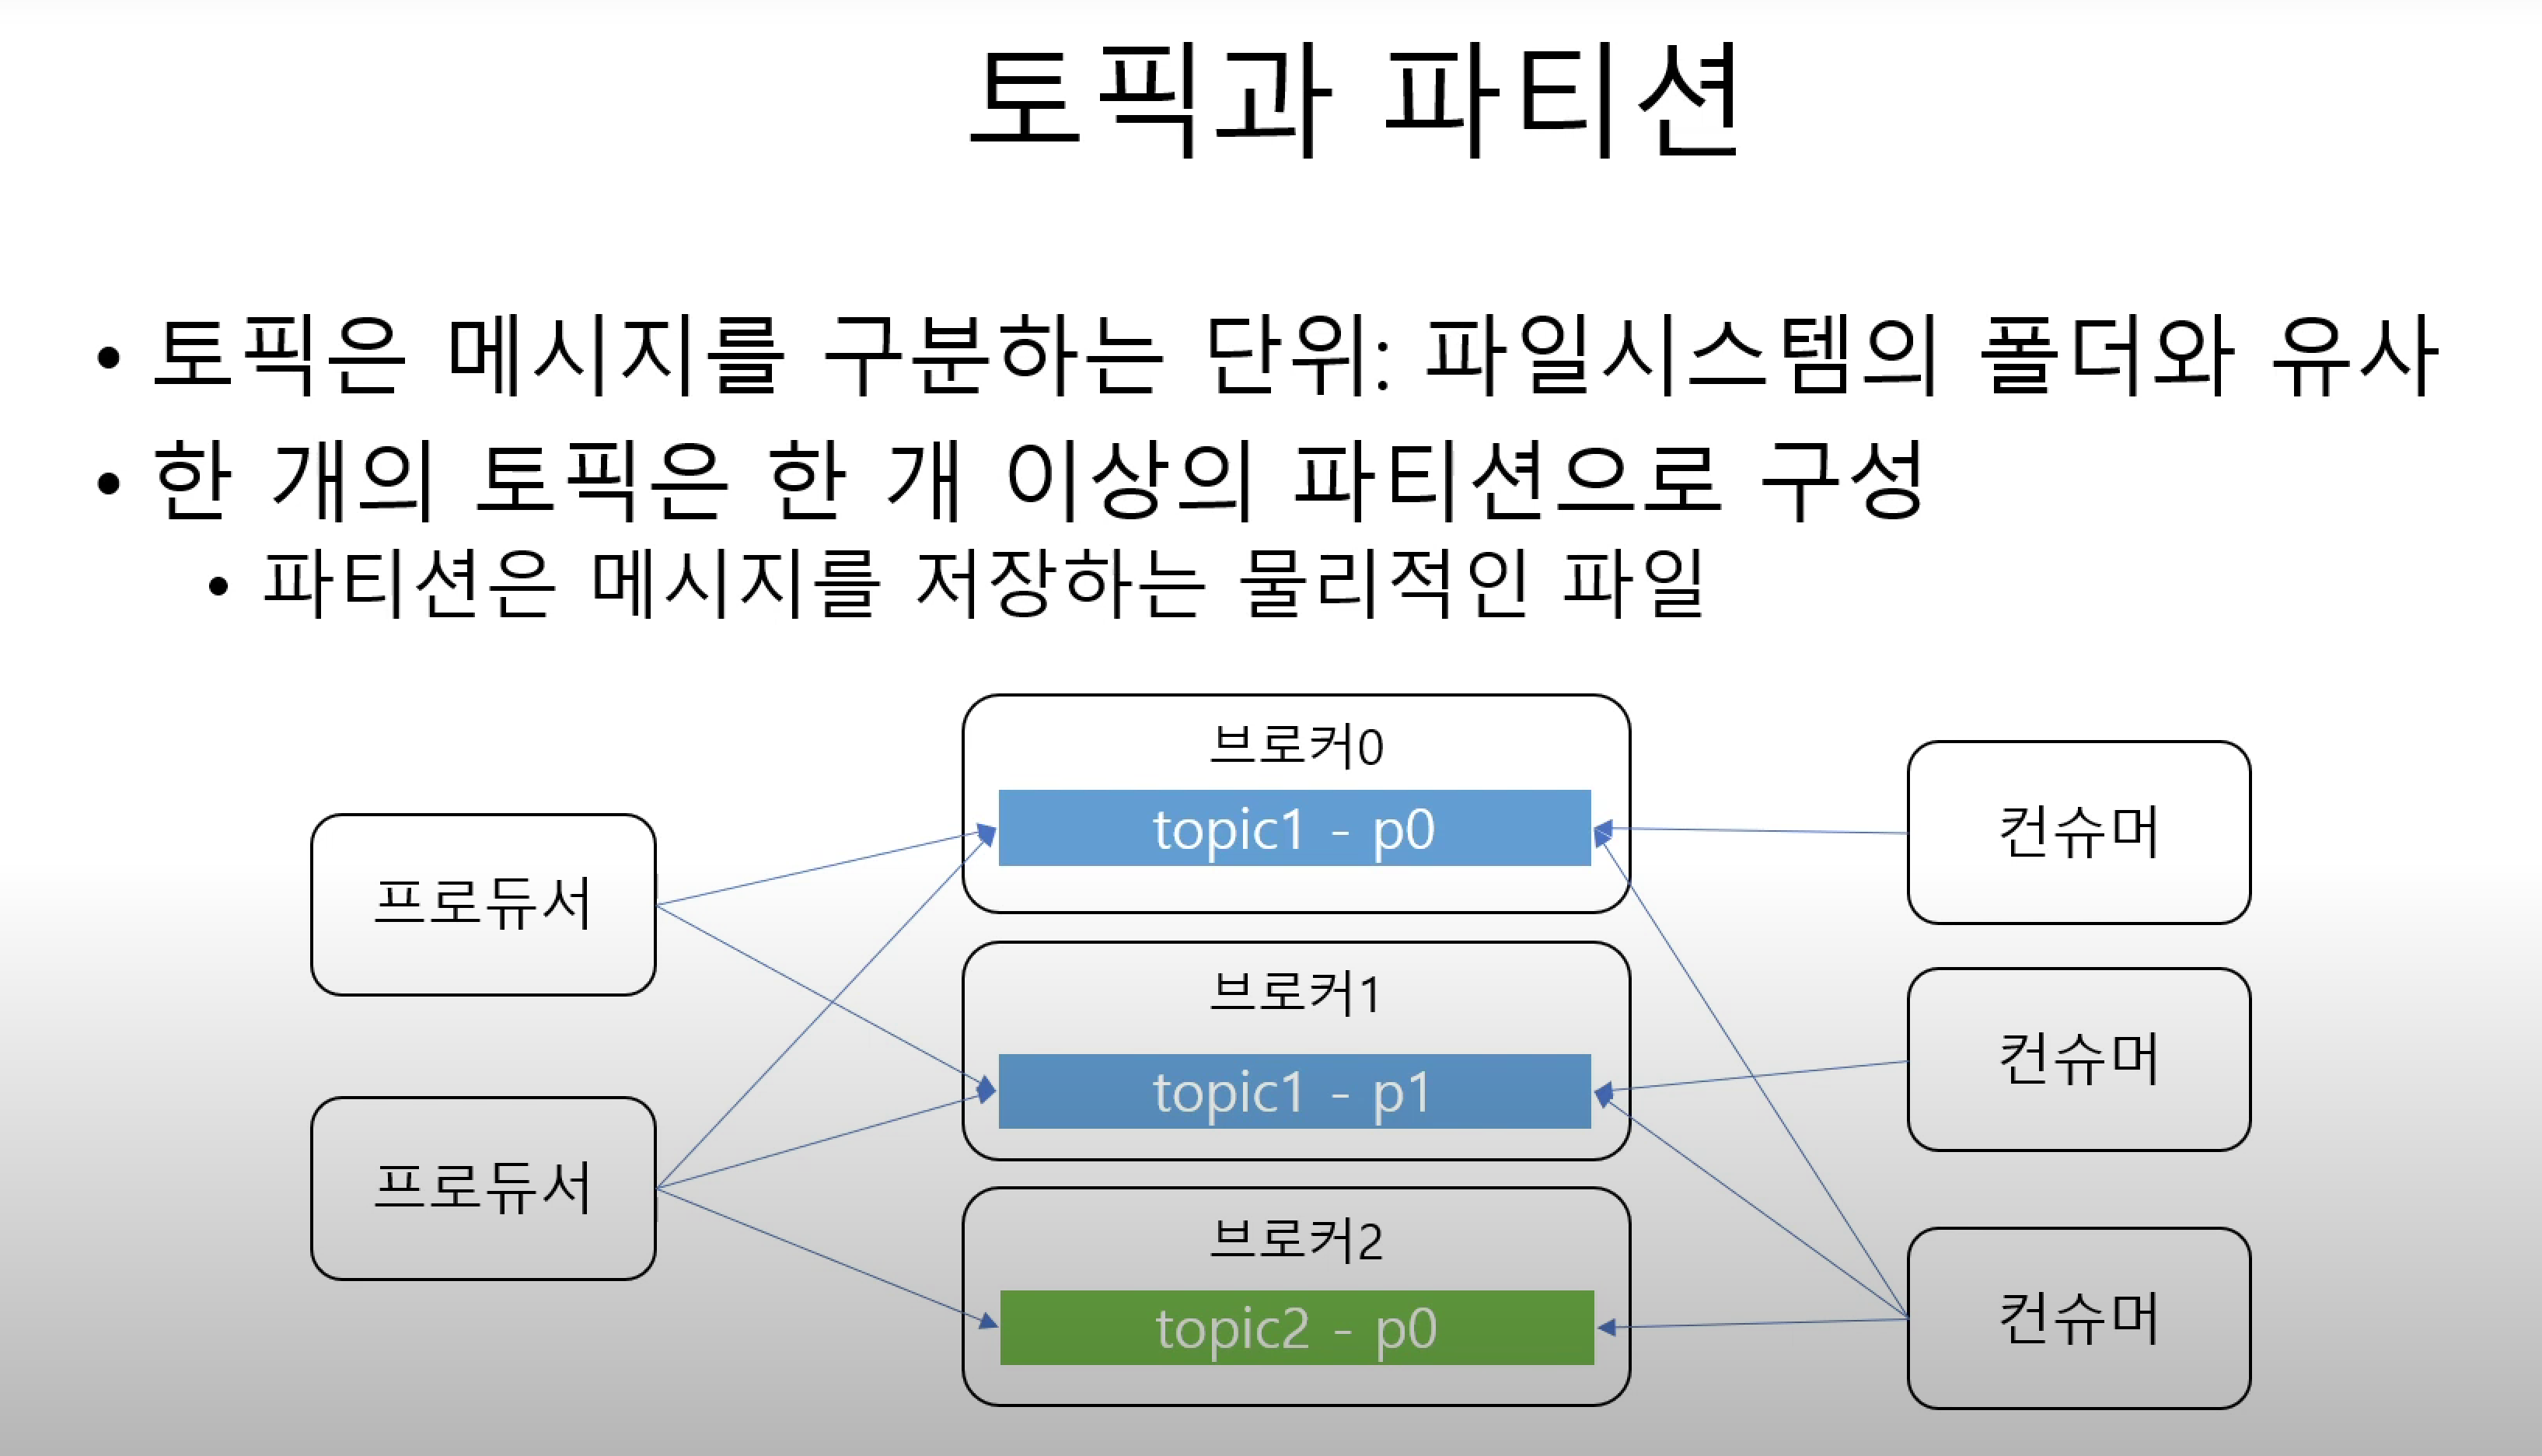 토픽과 파티션
• 토픽은 메시지를 구분하는 단위: 파일시스템의 폴더와 유사
• 한 개의 토픽은 한 개 이상의 파티션으로 구성
• 파티션은 메시지를 저장하는 물리적인 파일
프로듀서
프로듀서
브로커0
topic1 - p0
브로커1
topic1 - p1
브로커2
topic2 - p0
컨슈머
컨슈머
컨슈머